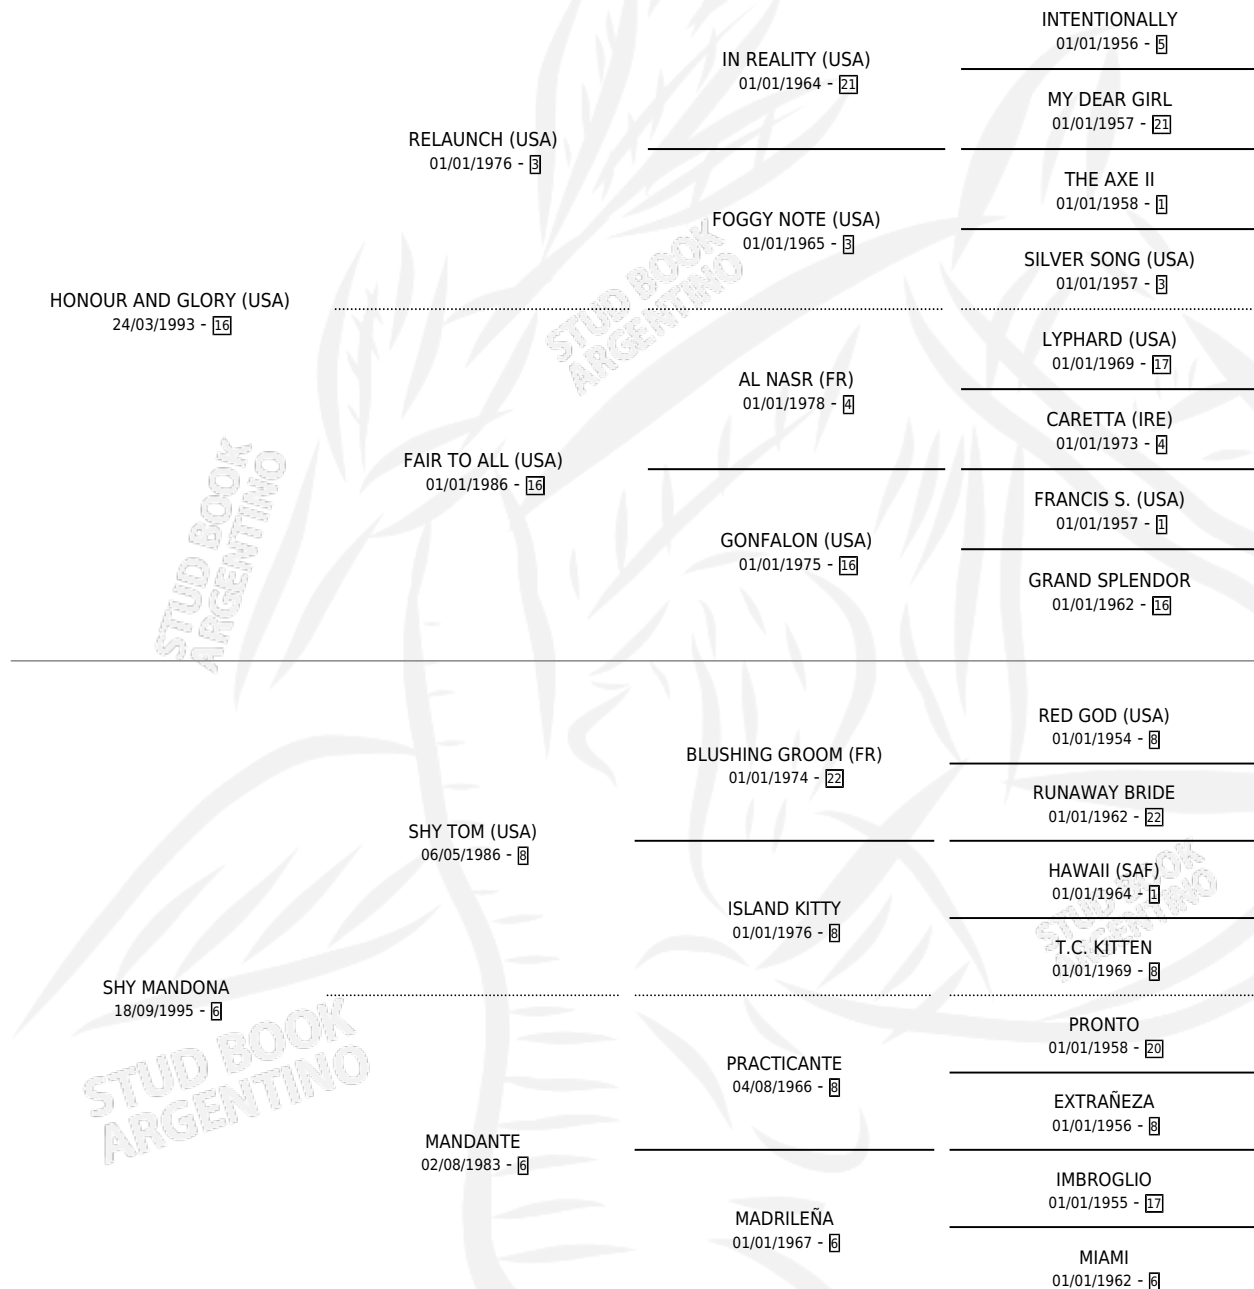 INTENTIONALLY
01/01/1956 - 5
IN REALITY (USA)
01/01/1964 - 21
MY DEAR GIRL
01/01/1957 - 21
RELAUNCH (USA)
01/01/1976 - 3
THE AXE II
01/01/1958 - 1
FOGGY NOTE (USA)
01/01/1965 - 3
SILVER SONG (USA)
01/01/1957 - 3
HONOUR AND GLORY (USA)
24/03/1993 - 16
LYPHARD (USA)
01/01/1969 - 17
AL NASR (FR)
01/01/1978 - 4
CARETTA (IRE)
01/01/1973 - 4
FAIR TO ALL (USA)
01/01/1986 - 16
FRANCIS S. (USA)
01/01/1957 - 1
GONFALON (USA)
01/01/1975 - 16
GRAND SPLENDOR
01/01/1962 - 16
RED GOD (USA)
01/01/1954 - 8
BLUSHING GROOM (FR)
01/01/1974 - 22
RUNAWAY BRIDE
01/01/1962 - 22
SHY TOM (USA)
06/05/1986 - 8
HAWAII (SAF)
01/01/1964 - 1
ISLAND KITTY
01/01/1976 - 8
T.C. KITTEN
01/01/1969 - 8
SHY MANDONA
18/09/1995 - 6
PRONTO
01/01/1958 - 20
PRACTICANTE
04/08/1966 - 8
EXTRAÑEZA
01/01/1956 - 8
MANDANTE
02/08/1983 - 6
IMBROGLIO
01/01/1955 - 17
MADRILEÑA
01/01/1967 - 6
MIAMI
01/01/1962 - 6
STUD BOOK
ARGENTINO
STUD BOOK
ARGENTINO
STUD BOOK
ARGENTINO
STUD BOOK
ARGENTINO